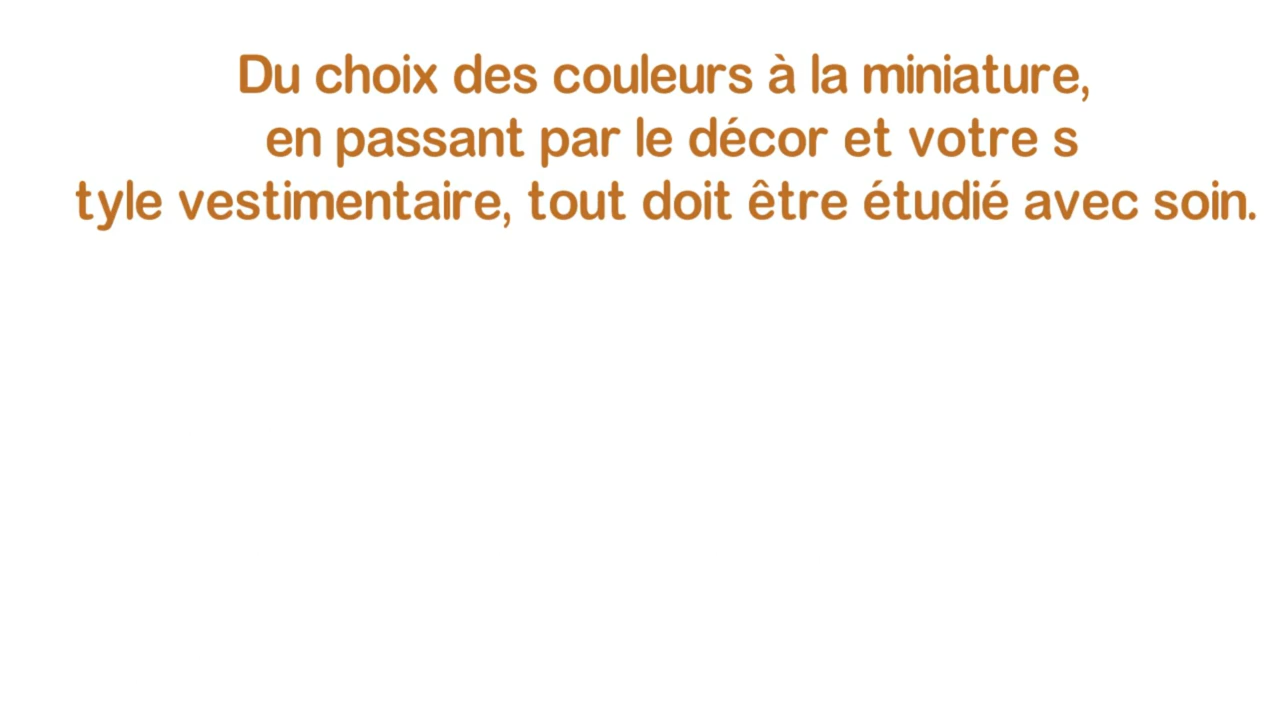 Du choix des couleurs à la miniature,
en passant par le décor et votre s
tyle vestimentaire, tout doit être étudié avec soin.